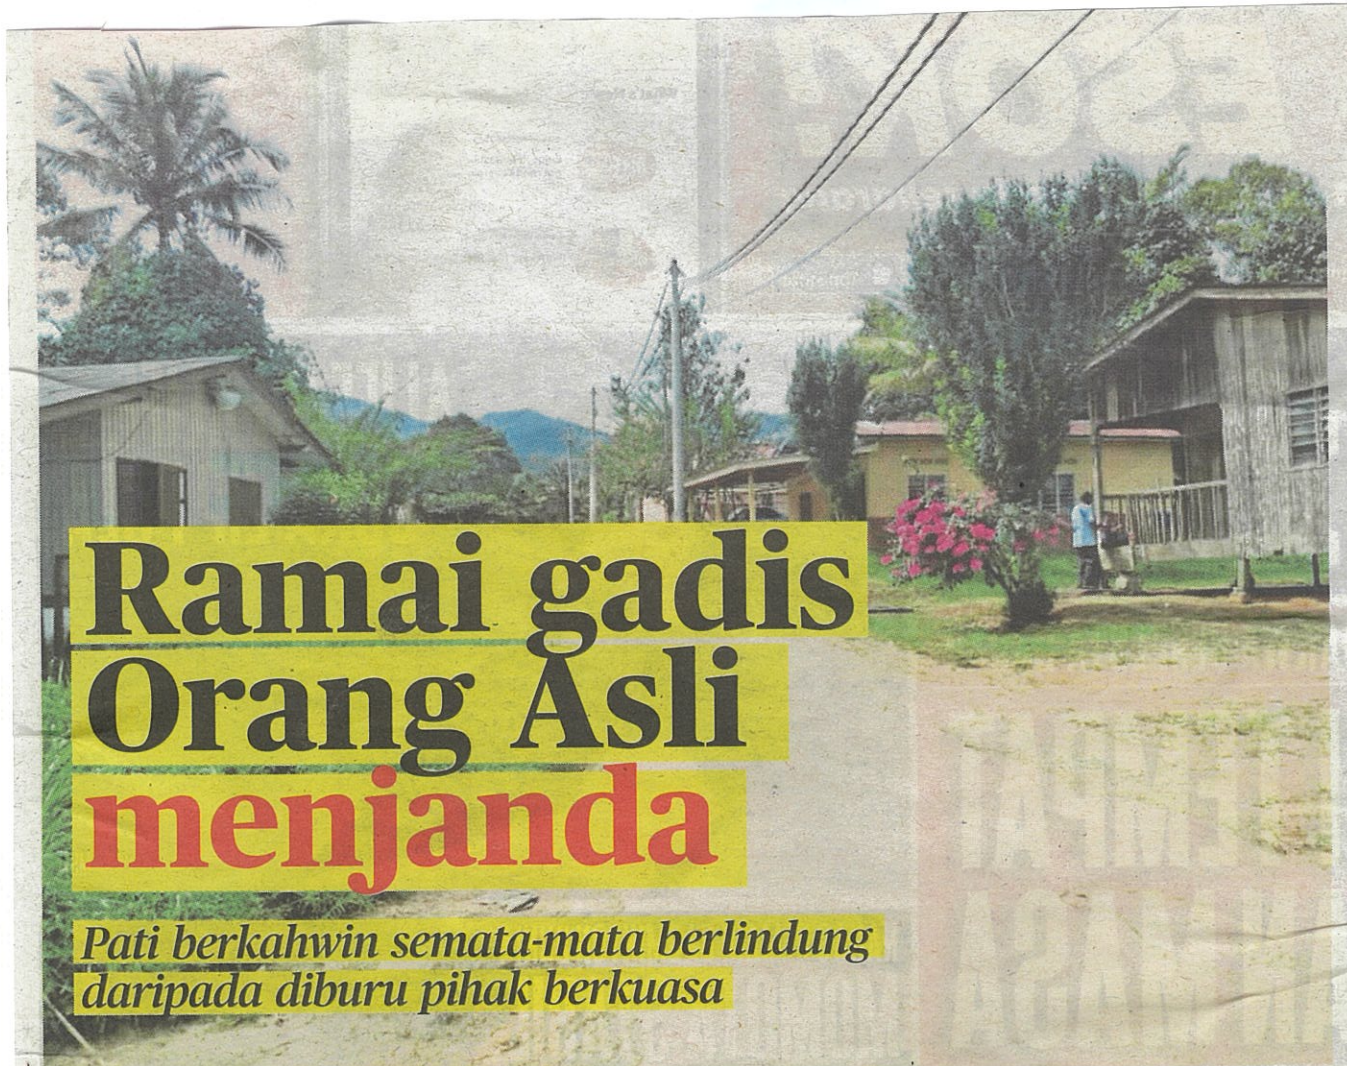 Ramai gadis
Orang Asli
menjanda
Pati berkahwin semata-mata berlindung
daripada diburu pihak berkuasa